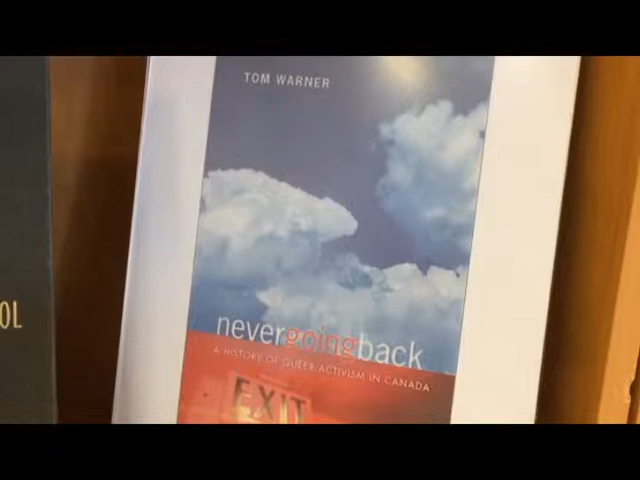 TOM WARNER
nevergoingback
A HISTORY OF QUEER ACTIVISM IN CANADA
EXIT
OL